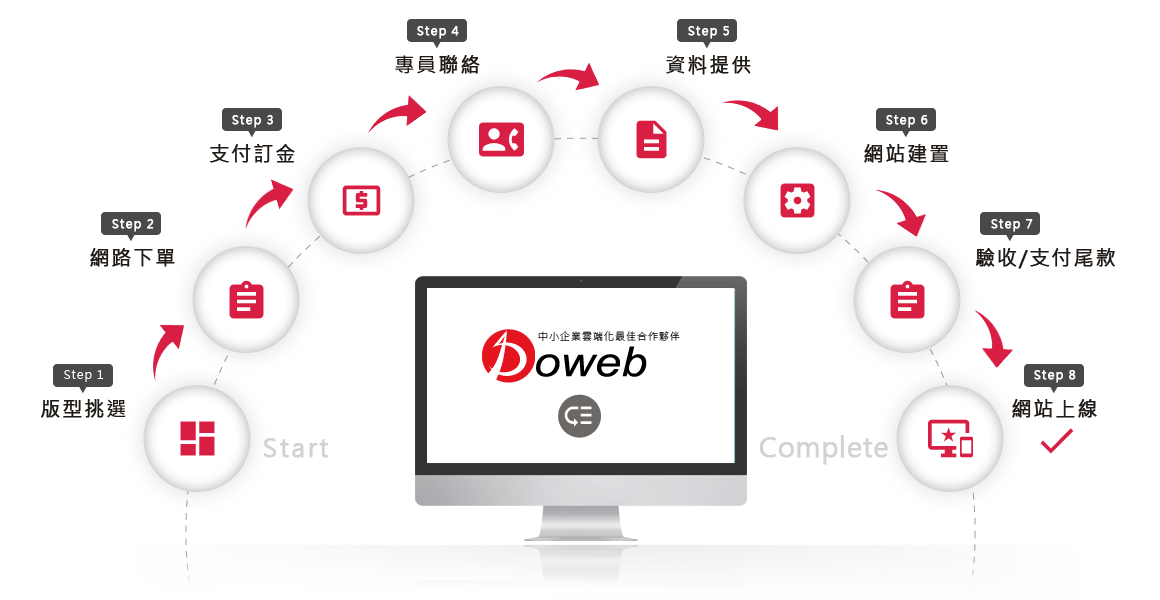 Step 1
版型挑選
Step 2
網路下單
Step 3
支付訂金
Step 4
專員聯絡
Step 5
資料提供
Step 6
網站建置
Step 7
驗收/支付尾款
Step 8
網站上線
Start
Complete
中小企業雲端化最佳合作夥伴
Doweb